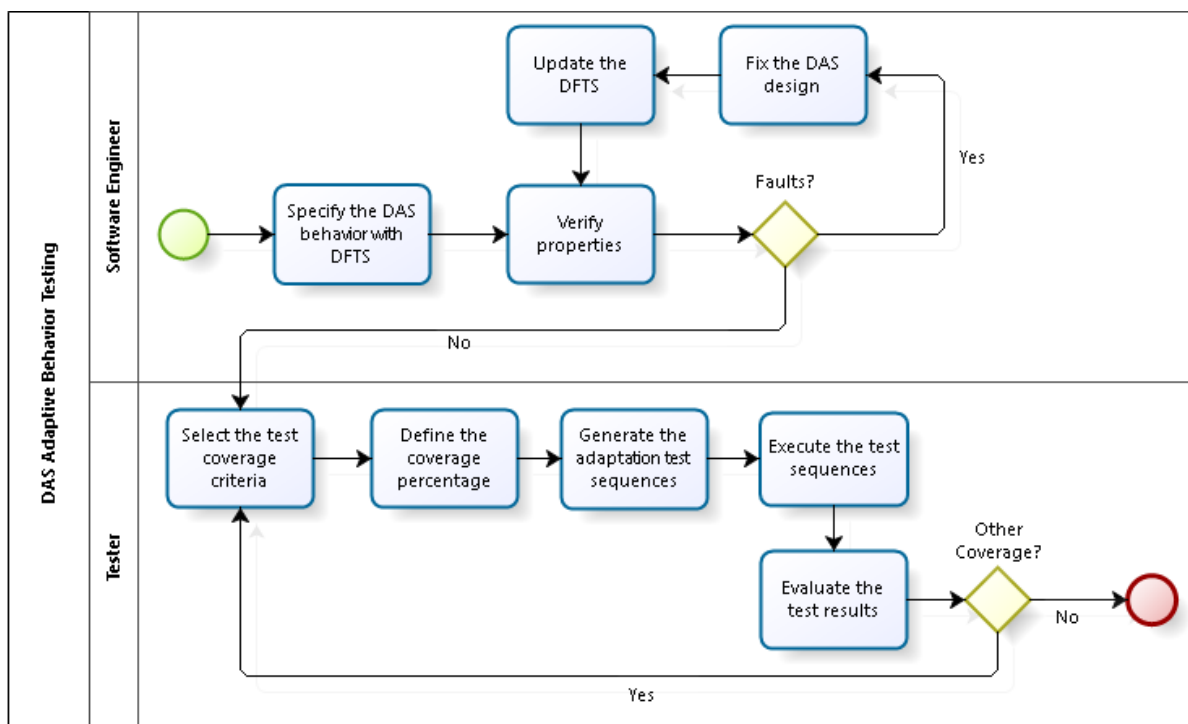 DAS Adaptive Behavior Testing
Software Engineer
Update the
DFTS
Fix the DAS
design
Yes
Faults?
Specify the DAS
behavior with
DFTS
Verify
properties
No
Tester
Select the test
coverage
criteria
Define the
coverage
percentage
Generate the
adaptation test
sequences
Execute the test
sequences
Evaluate the
test results
Other
Coverage?
No
Yes